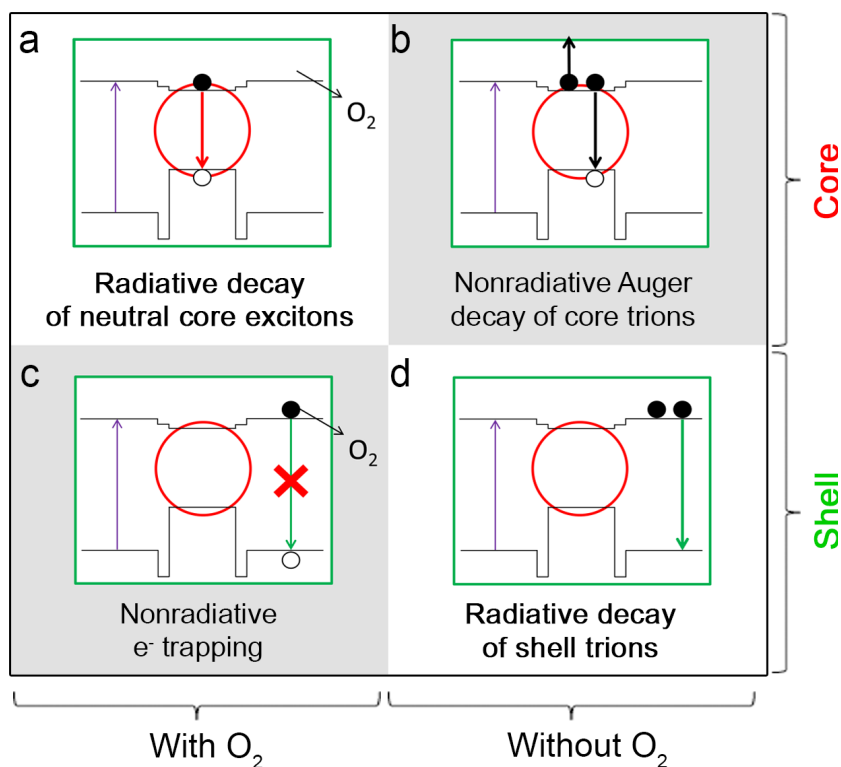 a
O₂
Radiative decay
of neutral core excitons
b
Nonradiative Auger
decay of core trions
Core
c
O₂
Nonradiative
e⁻ trapping
d
Radiative decay
of shell trions
Shell
With O₂
Without O₂